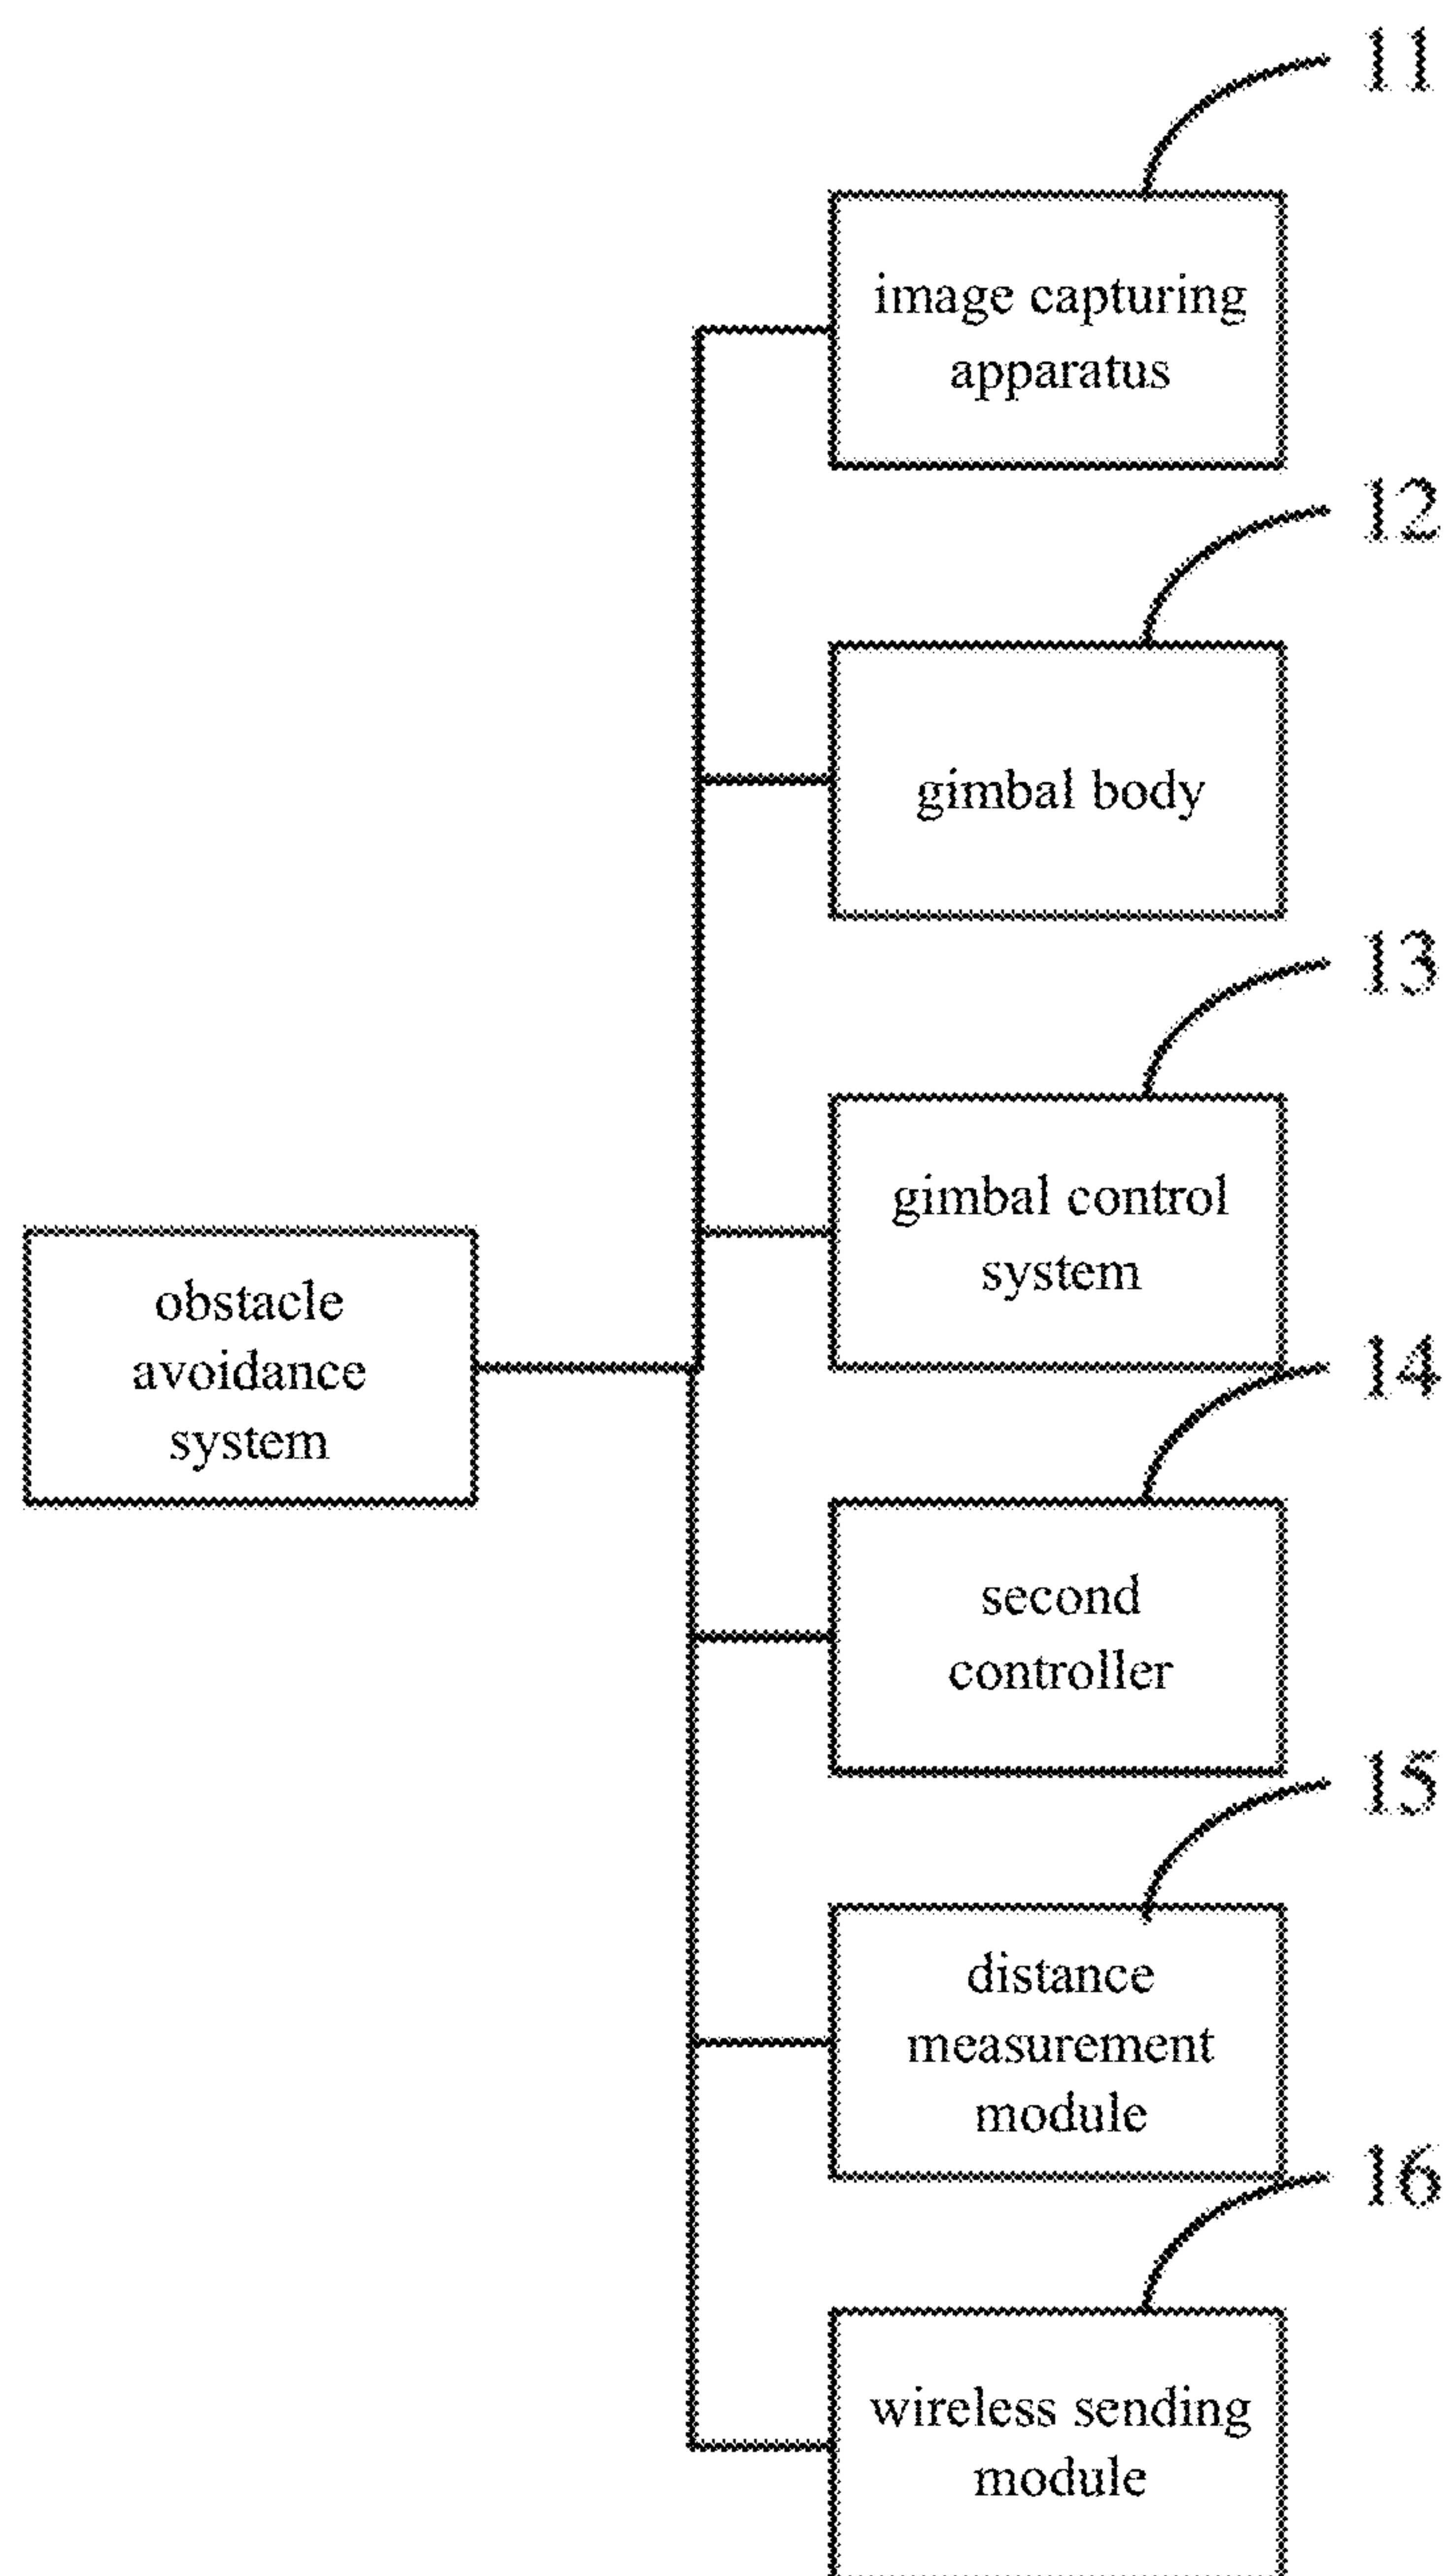 11
image capturing
apparatus
12
gimbal body
13
gimbal control
system
obstacle
avoidance
system
14
second
controller
15
distance
measurement
module
16
wireless sending
module